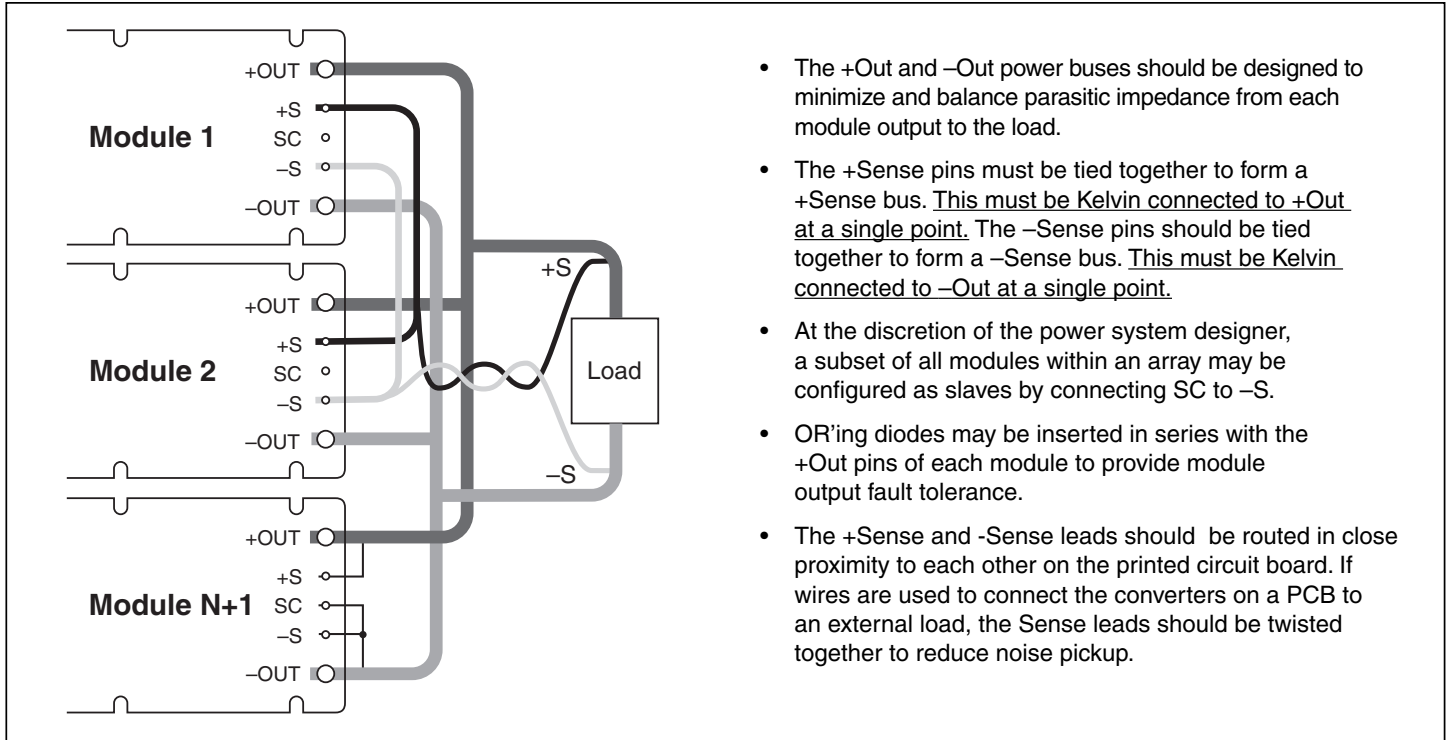 +OUT
+S
Module 1
SC
–S
–OUT
+OUT
+S
Module 2
SC
–S
–OUT
+OUT
+S
Module N+1
SC
–S
–OUT
+S
Load
–S
• The +Out and –Out power buses should be designed to
minimize and balance parasitic impedance from each
module output to the load.
• The +Sense pins must be tied together to form a
+Sense bus. This must be Kelvin connected to +Out
at a single point. The –Sense pins should be tied
together to form a –Sense bus. This must be Kelvin
connected to –Out at a single point.
• At the discretion of the power system designer,
a subset of all modules within an array may be
configured as slaves by connecting SC to –S.
• OR'ing diodes may be inserted in series with the
+Out pins of each module to provide module
output fault tolerance.
• The +Sense and -Sense leads should  be routed in close
proximity to each other on the printed circuit board. If
wires are used to connect the converters on a PCB to
an external load, the Sense leads should be twisted
together to reduce noise pickup.